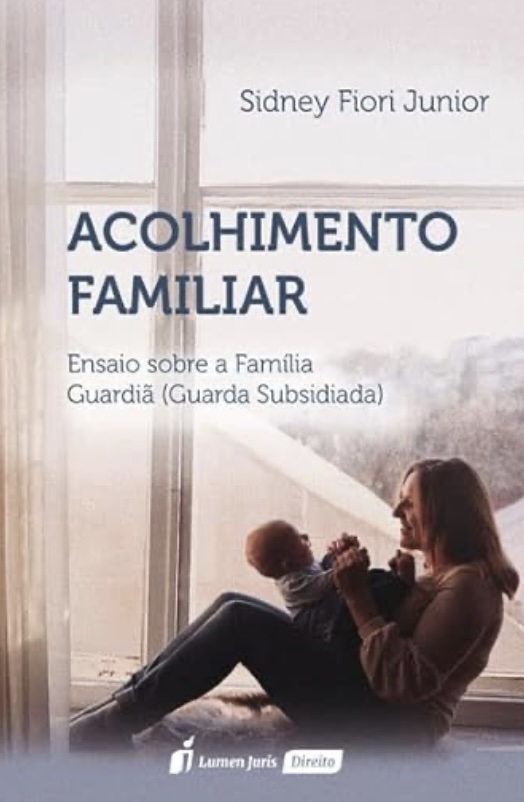 Sidney Fiori Junior
ACOLHIMENTO
FAMILIAR
Ensaio sobre a Família
Guardiã (Guarda Subsidiada)
Lumen Juris Direito